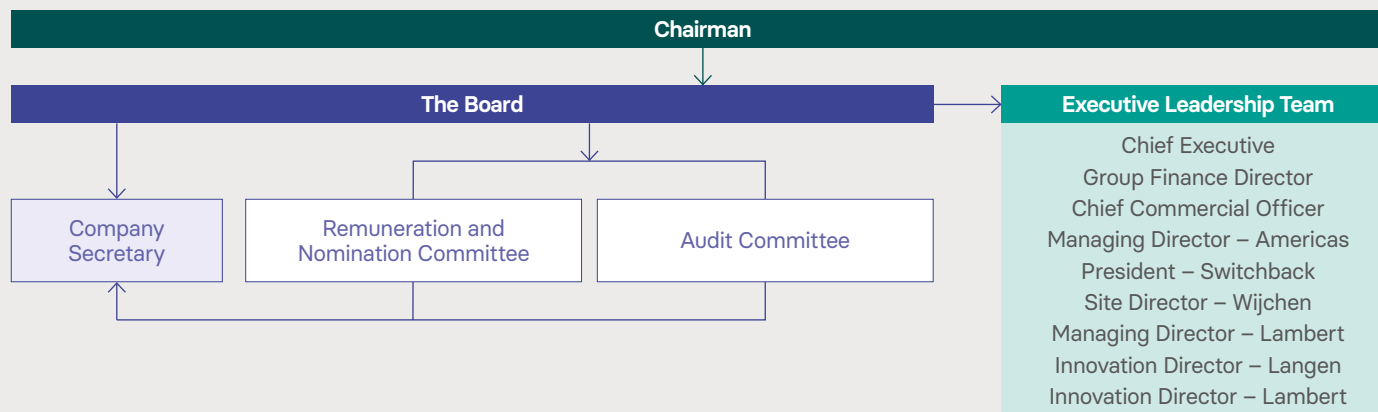 Chairman
The Board
Executive Leadership Team
Company
Secretary
Remuneration and
Nomination Committee
Audit Committee
Chief Executive
Group Finance Director
Chief Commercial Officer
Managing Director – Americas
President – Switchback
Site Director – Wijchen
Managing Director – Lambert
Innovation Director – Langen
Innovation Director – Lambert